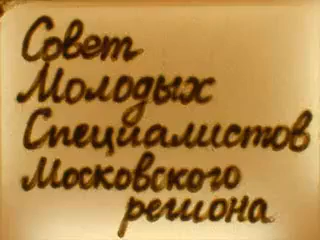 Совет
Молодых
Специалистов
Московского
региона